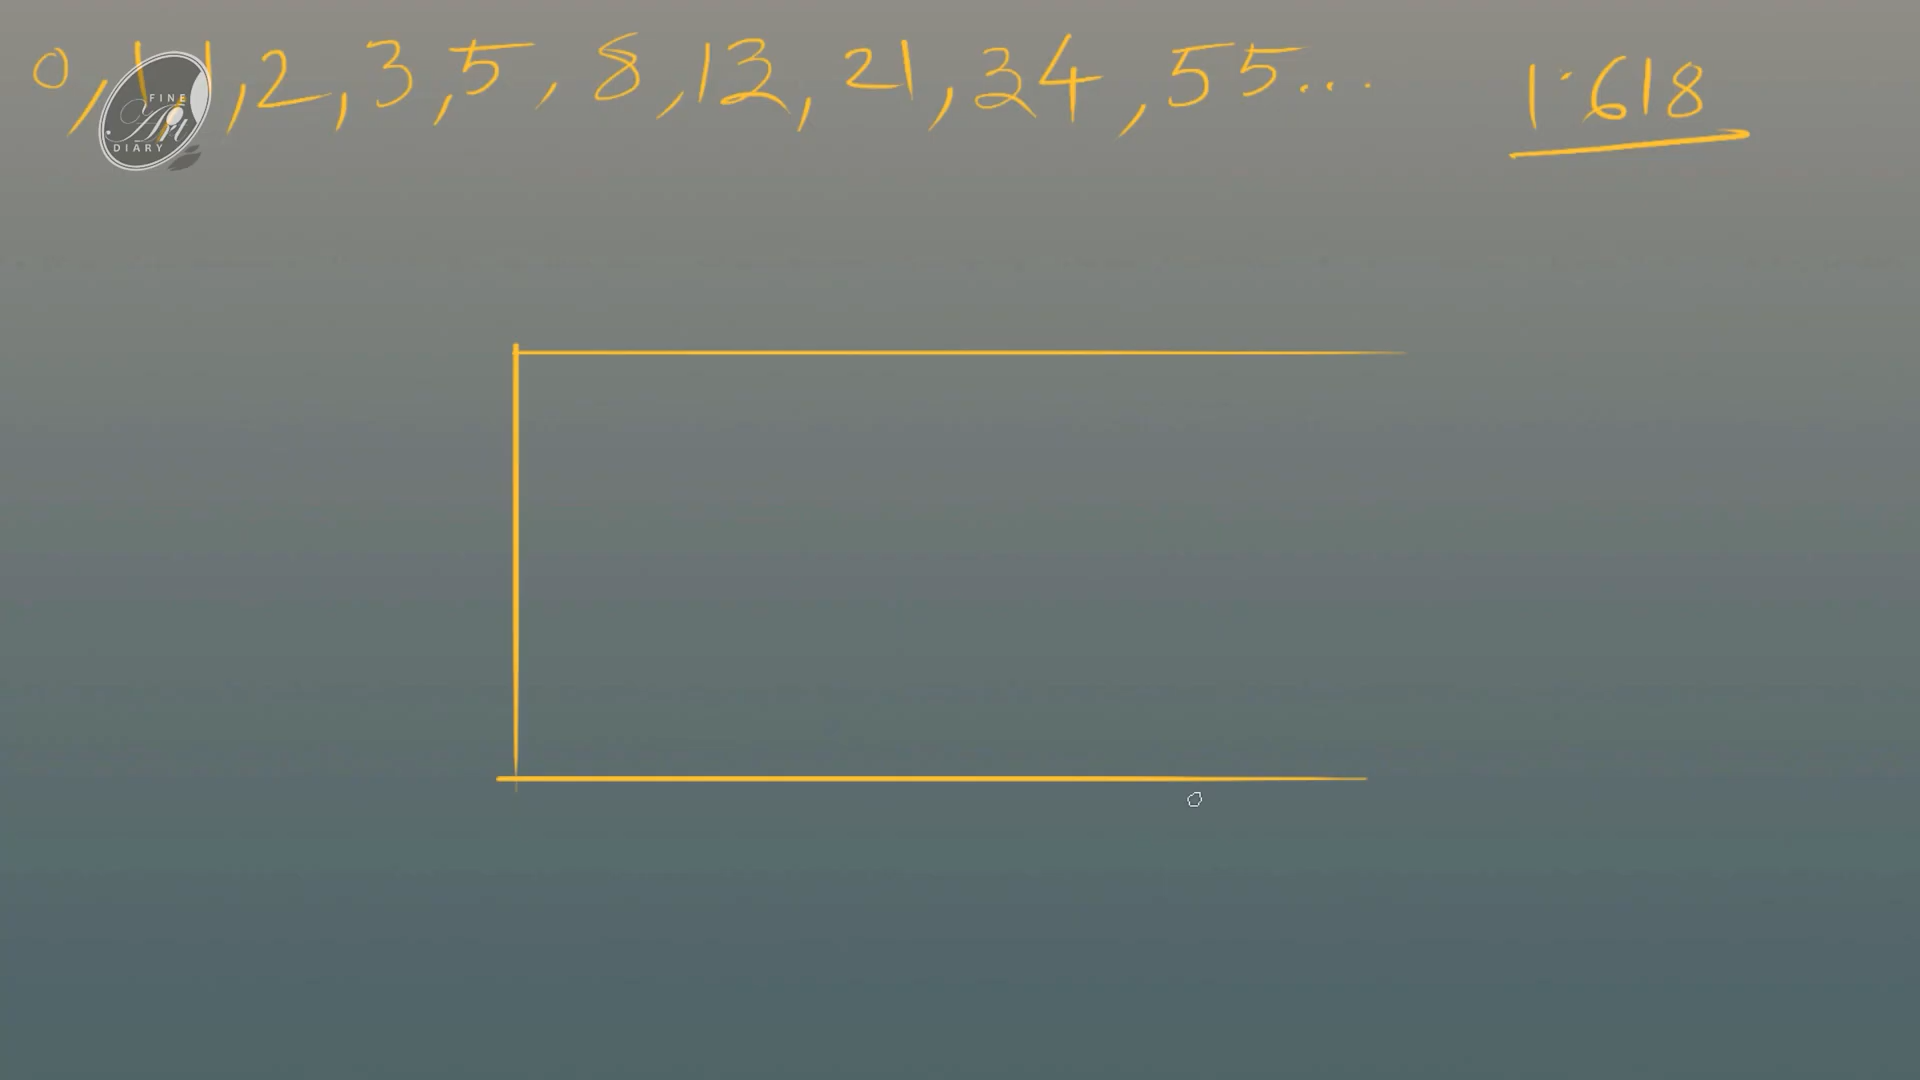 0, 1, 1, 2, 3, 5, 8, 13, 21, 34, 55...
1.618
FINE
Art
DIARY